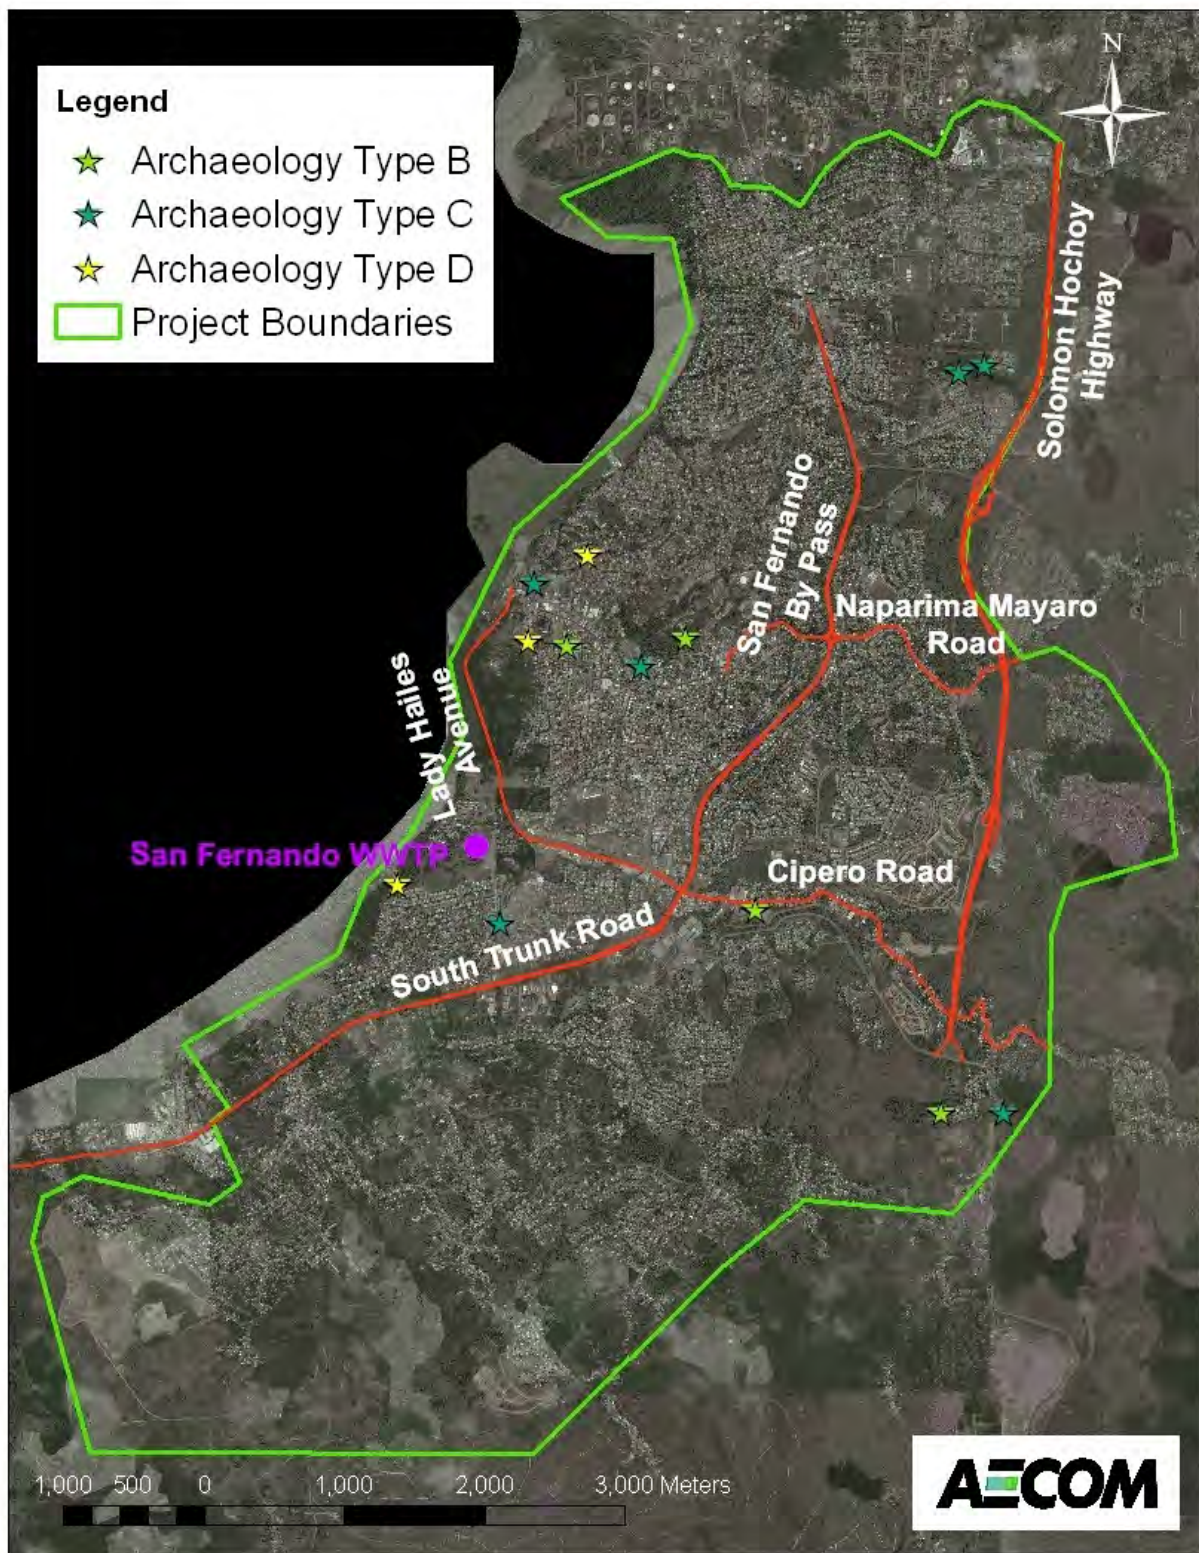 N
Legend
Archaeology Type B
Archaeology Type C
Archaeology Type D
Project Boundaries
Solomon Hochoy
Highway
San Fernando
By Pass
Naparima Mayaro
Road
Lady Hailes
Avenue
San Fernando WWTP
Cipero Road
South Trunk Road
1,000 500 0 1,000 2,000 3,000 Meters
AECOM